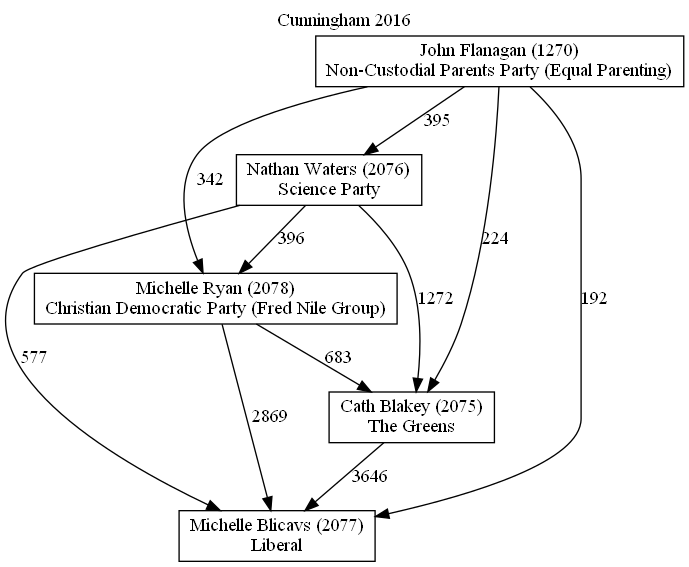 Cunningham 2016
John Flanagan (1270)
Non-Custodial Parents Party (Equal Parenting)
395
Nathan Waters (2076)
Science Party
342
396
224
Michelle Ryan (2078)
Christian Democratic Party (Fred Nile Group)
1272
192
577
683
Cath Blakey (2075)
The Greens
2869
3646
Michelle Blicavs (2077)
Liberal